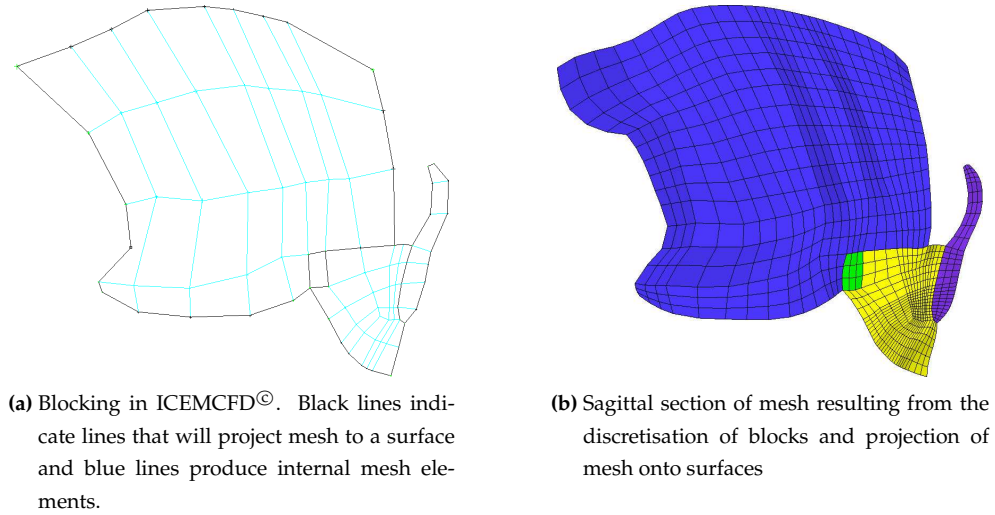 (a) Blocking in ICEMCFD©. Black lines indi-
cate lines that will project mesh to a surface
and blue lines produce internal mesh ele-
ments.
(b) Sagittal section of mesh resulting from the
discretisation of blocks and projection of
mesh onto surfaces